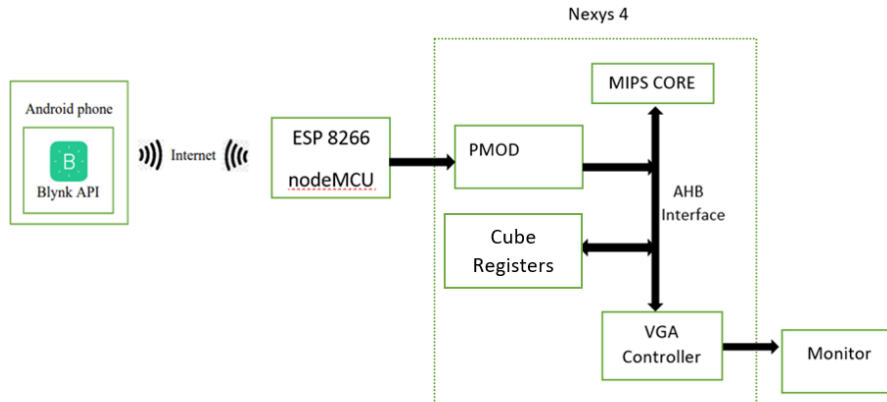 Nexys 4
MIPS CORE
Android phone
B
Blynk API
Internet
ESP 8266
nodeMCU
PMOD
AHB
Interface
Cube
Registers
VGA
Controller
Monitor